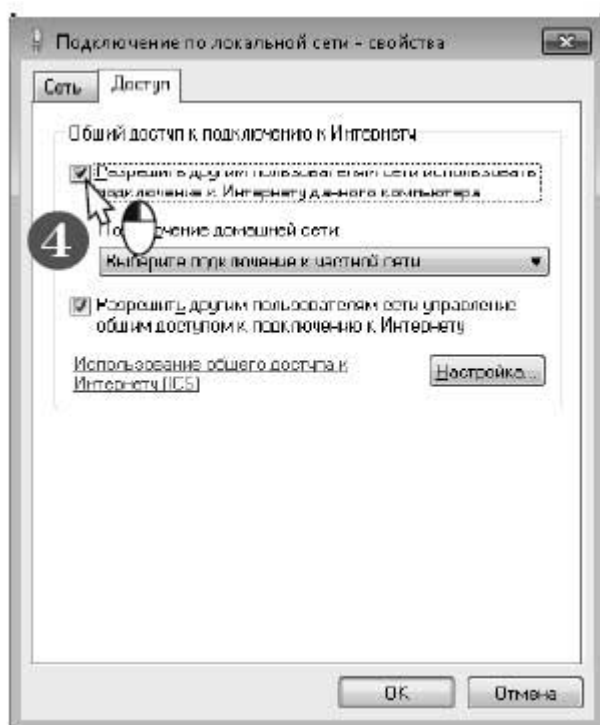 Подключение по локальной сети - свойства
Сеть Доступ
Общий доступ к подключению к Интернету
Разрешить другим пользователям сети использовать
подключение к Интернету данного компьютера
4
Подключение домашней сети:
Выберите подключение к частной сети
Разрешить другим пользователям сети управление
общим доступом к подключению к Интернету
Использование общего доступа к
Интернету (ICS)
Настройка...
OK Отмена